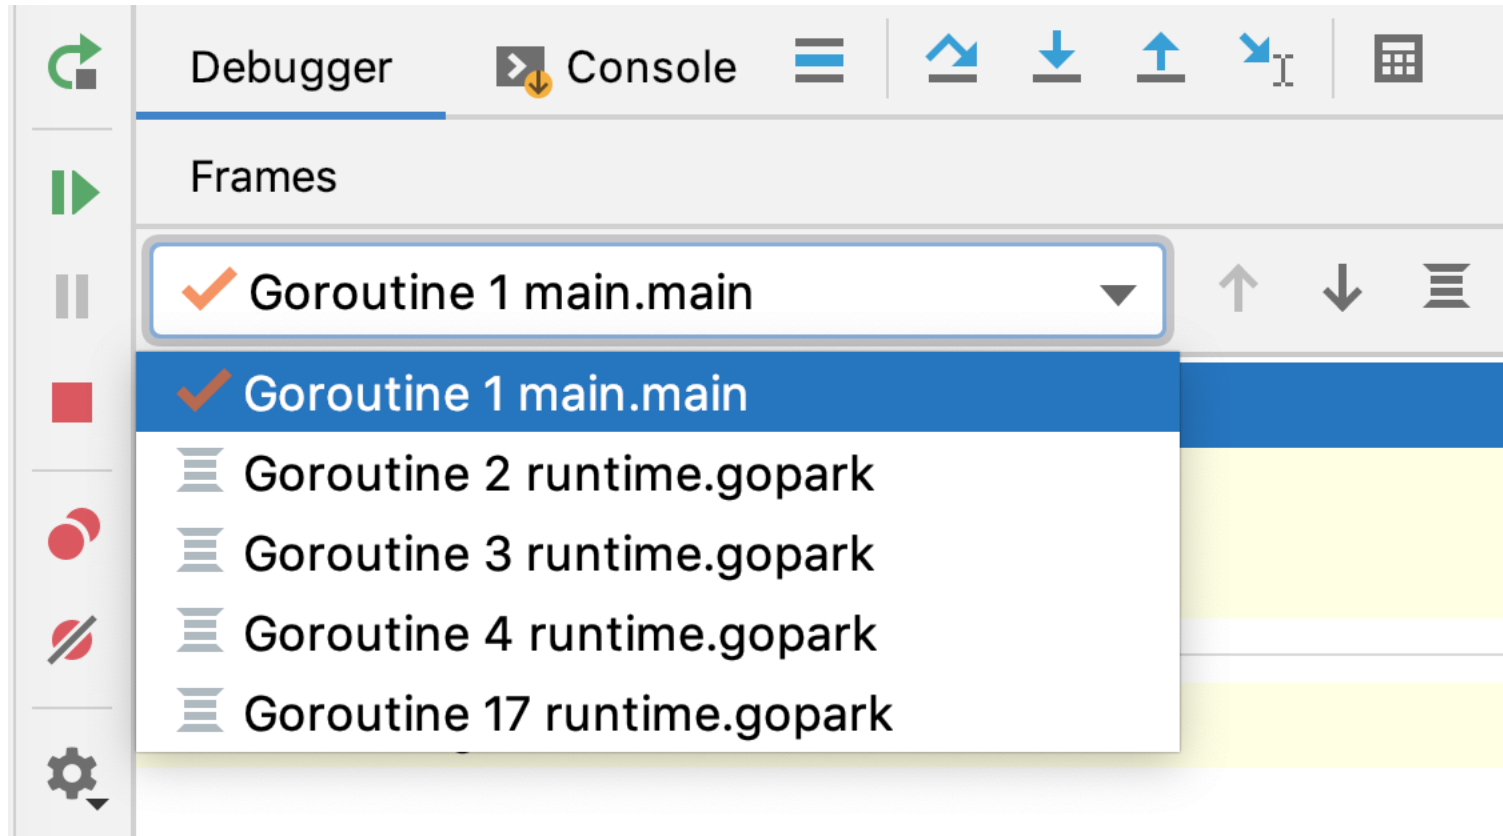 Debugger Console
Frames
Goroutine 1 main.main
Goroutine 1 main.main
Goroutine 2 runtime.gopark
Goroutine 3 runtime.gopark
Goroutine 4 runtime.gopark
Goroutine 17 runtime.gopark